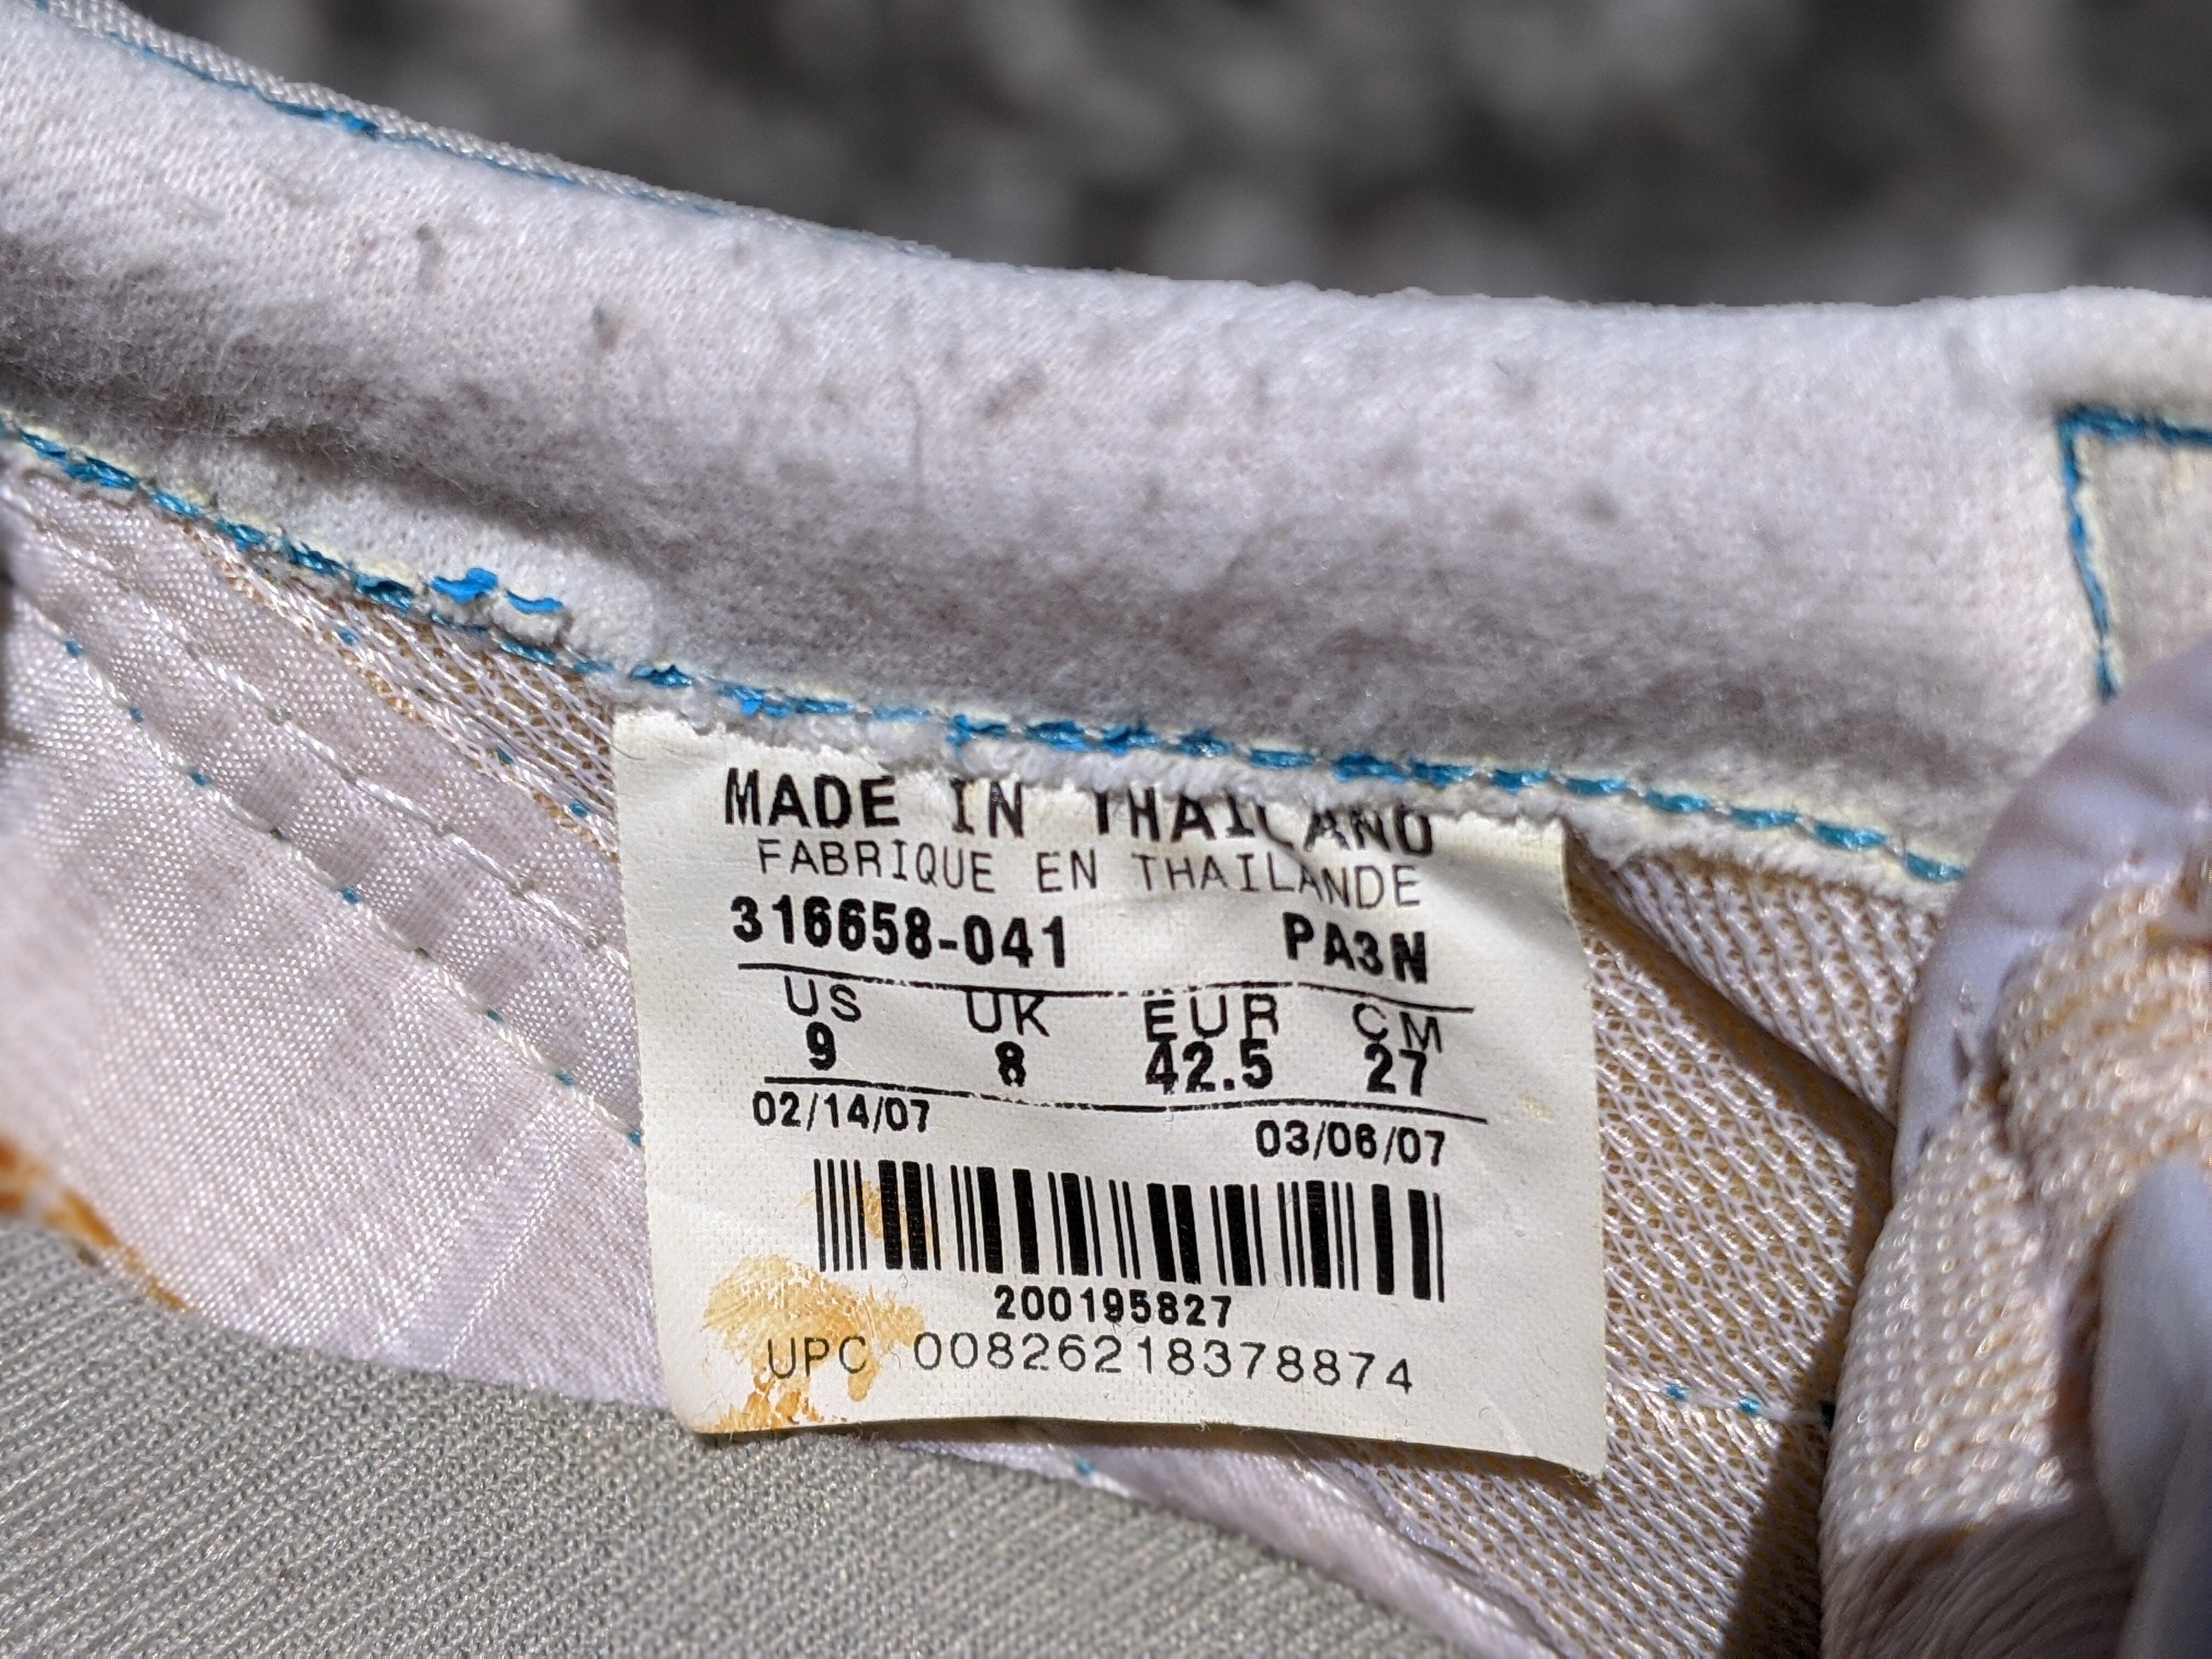 MADE IN THAILAND
FABRIQUE EN THAILANDE
316658-041 PA3N
US UK EUR CM
9 8 42.5 27
02/14/07 03/06/07
200195827
UPC 00826218378874